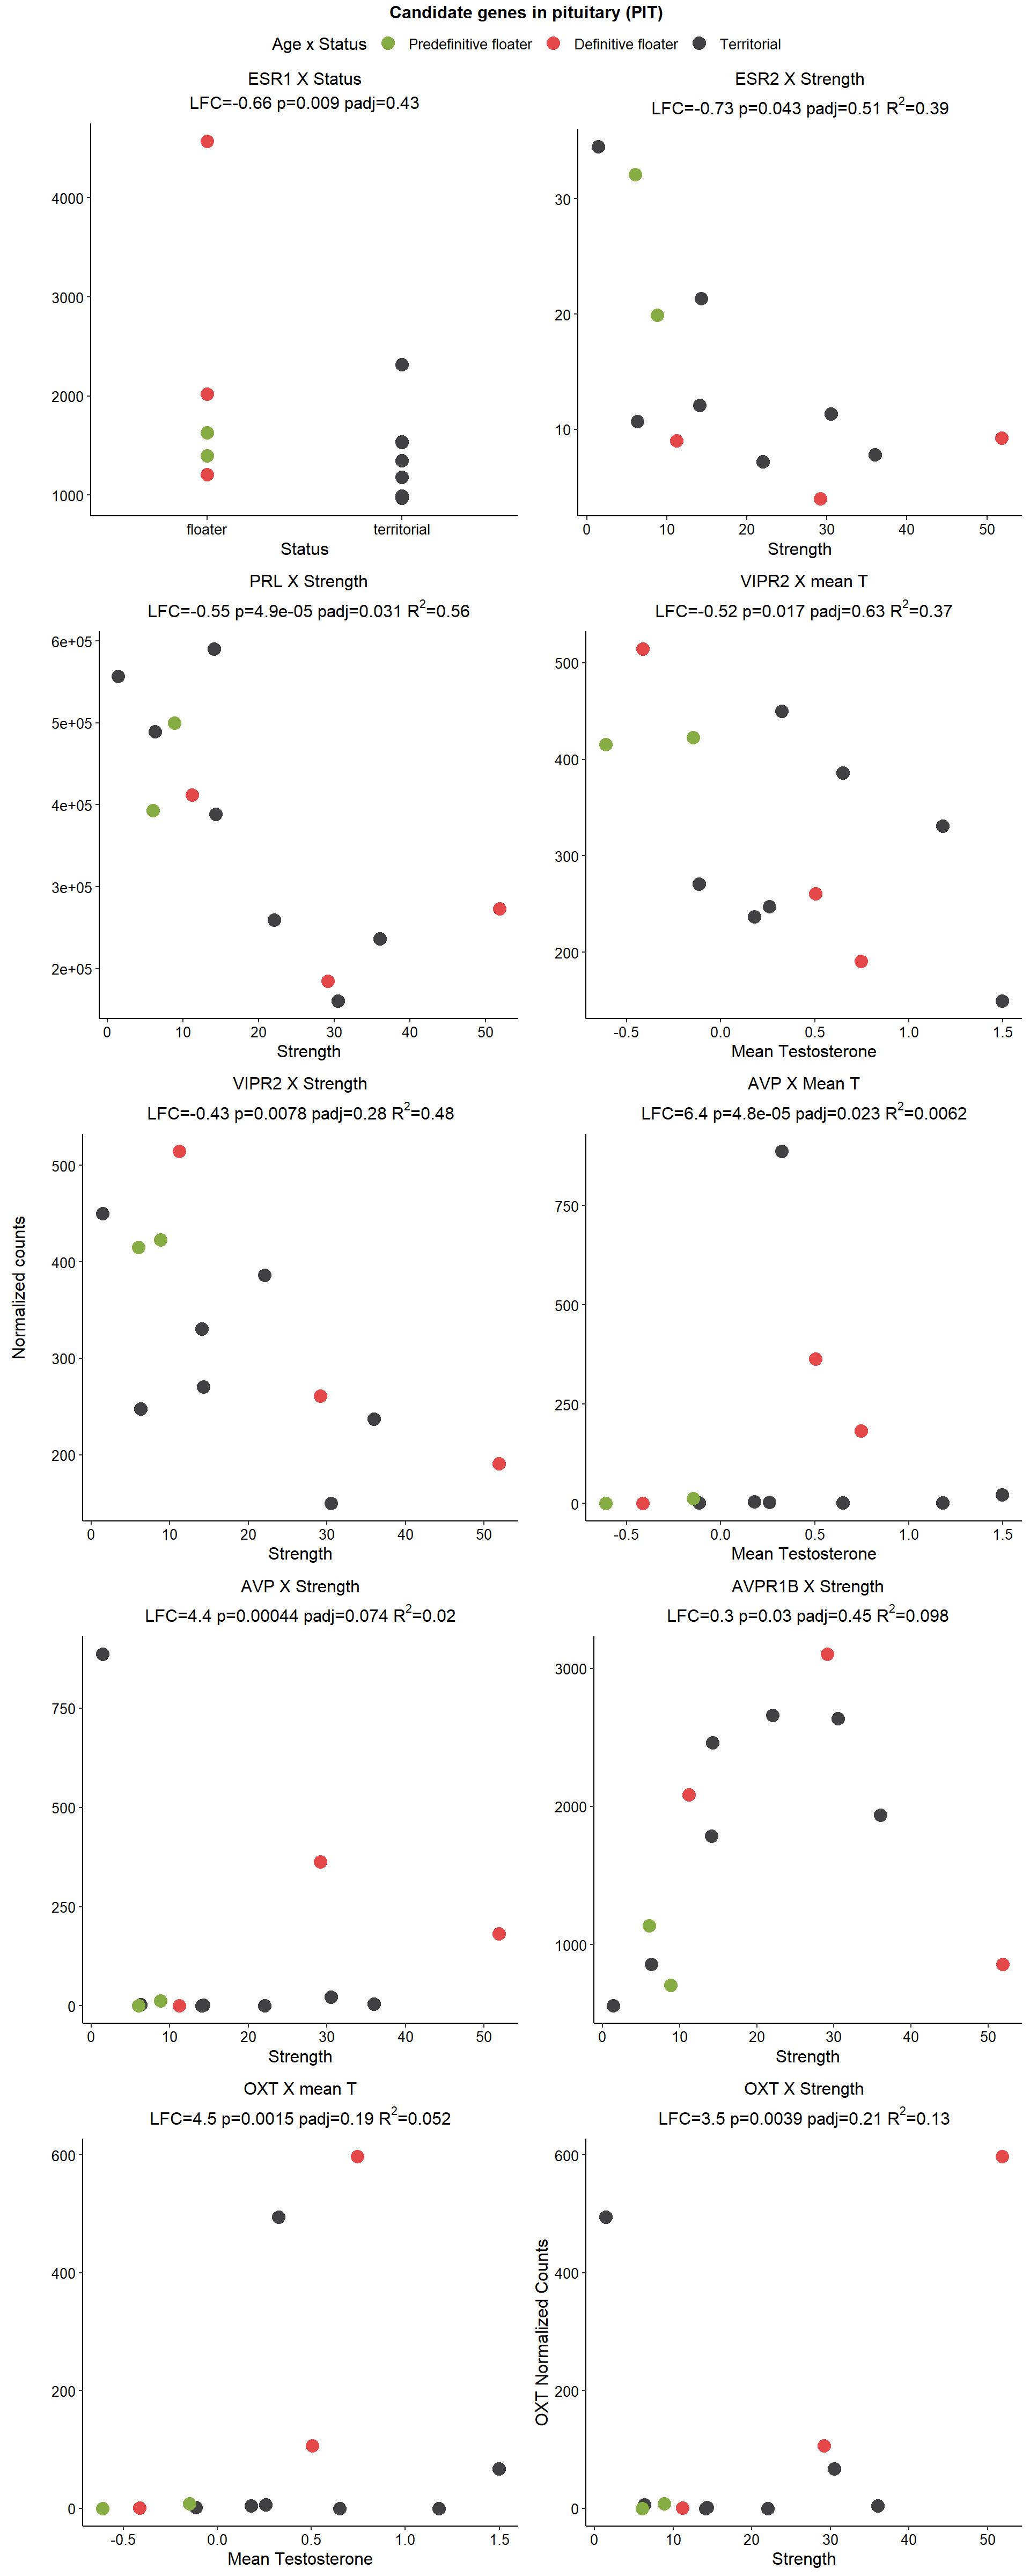 Candidate genes in pituitary (PIT)
Age x Status Predefinitive floater Definitive floater Territorial
ESR1 X Status
LFC=-0.66 p=0.009 padj=0.43
4000
3000
2000
1000
floater territorial
Status
ESR2 X Strength
LFC=-0.73 p=0.043 padj=0.51 R²=0.39
30
20
10
0 10 20 30 40 50
Strength
PRL X Strength
LFC=-0.55 p=4.9e-05 padj=0.031 R²=0.56
6e+05
5e+05
4e+05
3e+05
2e+05
0 10 20 30 40 50
Strength
VIPR2 X mean T
LFC=-0.52 p=0.017 padj=0.63 R²=0.37
500
400
300
200
-0.5 0.0 0.5 1.0 1.5
Mean Testosterone
Normalized counts
VIPR2 X Strength
LFC=-0.43 p=0.0078 padj=0.28 R²=0.48
500
400
300
200
0 10 20 30 40 50
Strength
AVP X Mean T
LFC=6.4 p=4.8e-05 padj=0.023 R²=0.0062
750
500
250
0
-0.5 0.0 0.5 1.0 1.5
Mean Testosterone
AVP X Strength
LFC=4.4 p=0.00044 padj=0.074 R²=0.02
750
500
250
0
0 10 20 30 40 50
Strength
AVPR1B X Strength
LFC=0.3 p=0.03 padj=0.45 R²=0.098
3000
2000
1000
0 10 20 30 40 50
Strength
OXT X mean T
LFC=4.5 p=0.0015 padj=0.19 R²=0.052
600
400
200
0
-0.5 0.0 0.5 1.0 1.5
Mean Testosterone
OXT X Strength
LFC=3.5 p=0.0039 padj=0.21 R²=0.13
OXT Normalized Counts
600
400
200
0
0 10 20 30 40 50
Strength